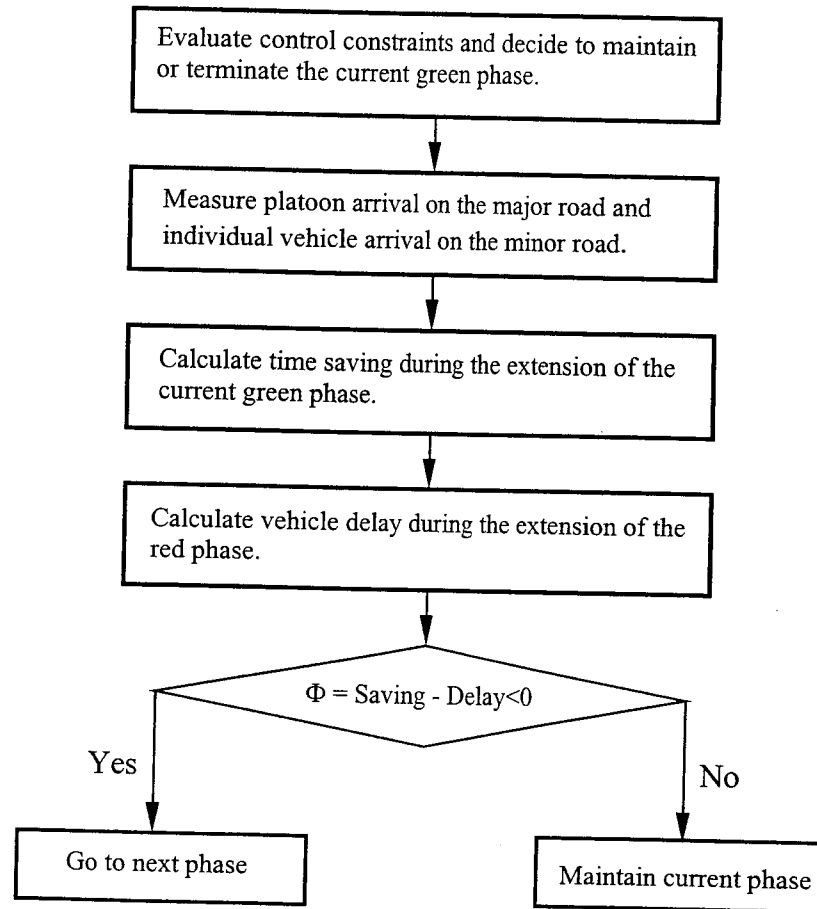 Evaluate control constraints and decide to maintain
or terminate the current green phase.
Measure platoon arrival on the major road and
individual vehicle arrival on the minor road.
Calculate time saving during the extension of the
current green phase.
Calculate vehicle delay during the extension of the
red phase.
Φ = Saving - Delay<0
Yes
No
Go to next phase
Maintain current phase